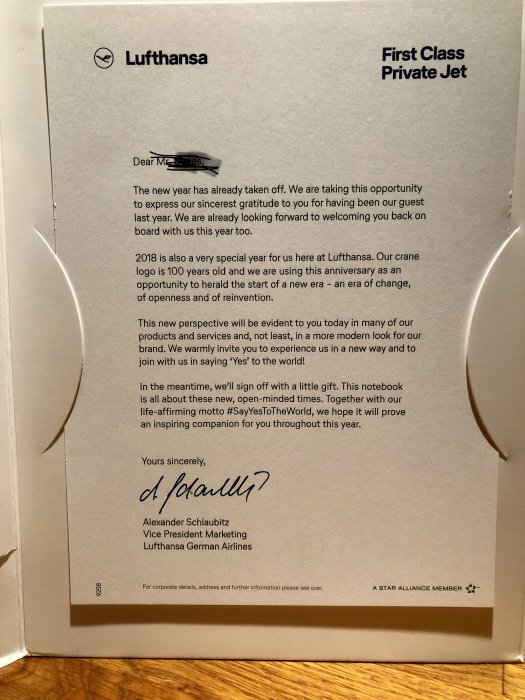 Lufthansa
First Class
Private Jet
Dear Mr.
The new year has already taken off. We are taking this opportunity
to express our sincerest gratitude to you for having been our guest
last year. We are already looking forward to welcoming you back on
board with us this year too.
2018 is also a very special year for us here at Lufthansa. Our crane
logo is 100 years old and we are using this anniversary as an
opportunity to herald the start of a new era – an era of change,
of openness and of reinvention.
This new perspective will be evident to you today in many of our
products and services and, not least, in a more modern look for our
brand. We warmly invite you to experience us in a new way and to
join with us in saying ‘Yes’ to the world!
In the meantime, we’ll sign off with a little gift. This notebook
is all about these new, open-minded times. Together with our
life-affirming motto #SayYesToTheWorld, we hope it will prove
an inspiring companion for you throughout this year.
Yours sincerely,
Alexander Schlaubitz
Vice President Marketing
Lufthansa German Airlines
For corporate details, address and further information please see over.
A STAR ALLIANCE MEMBER